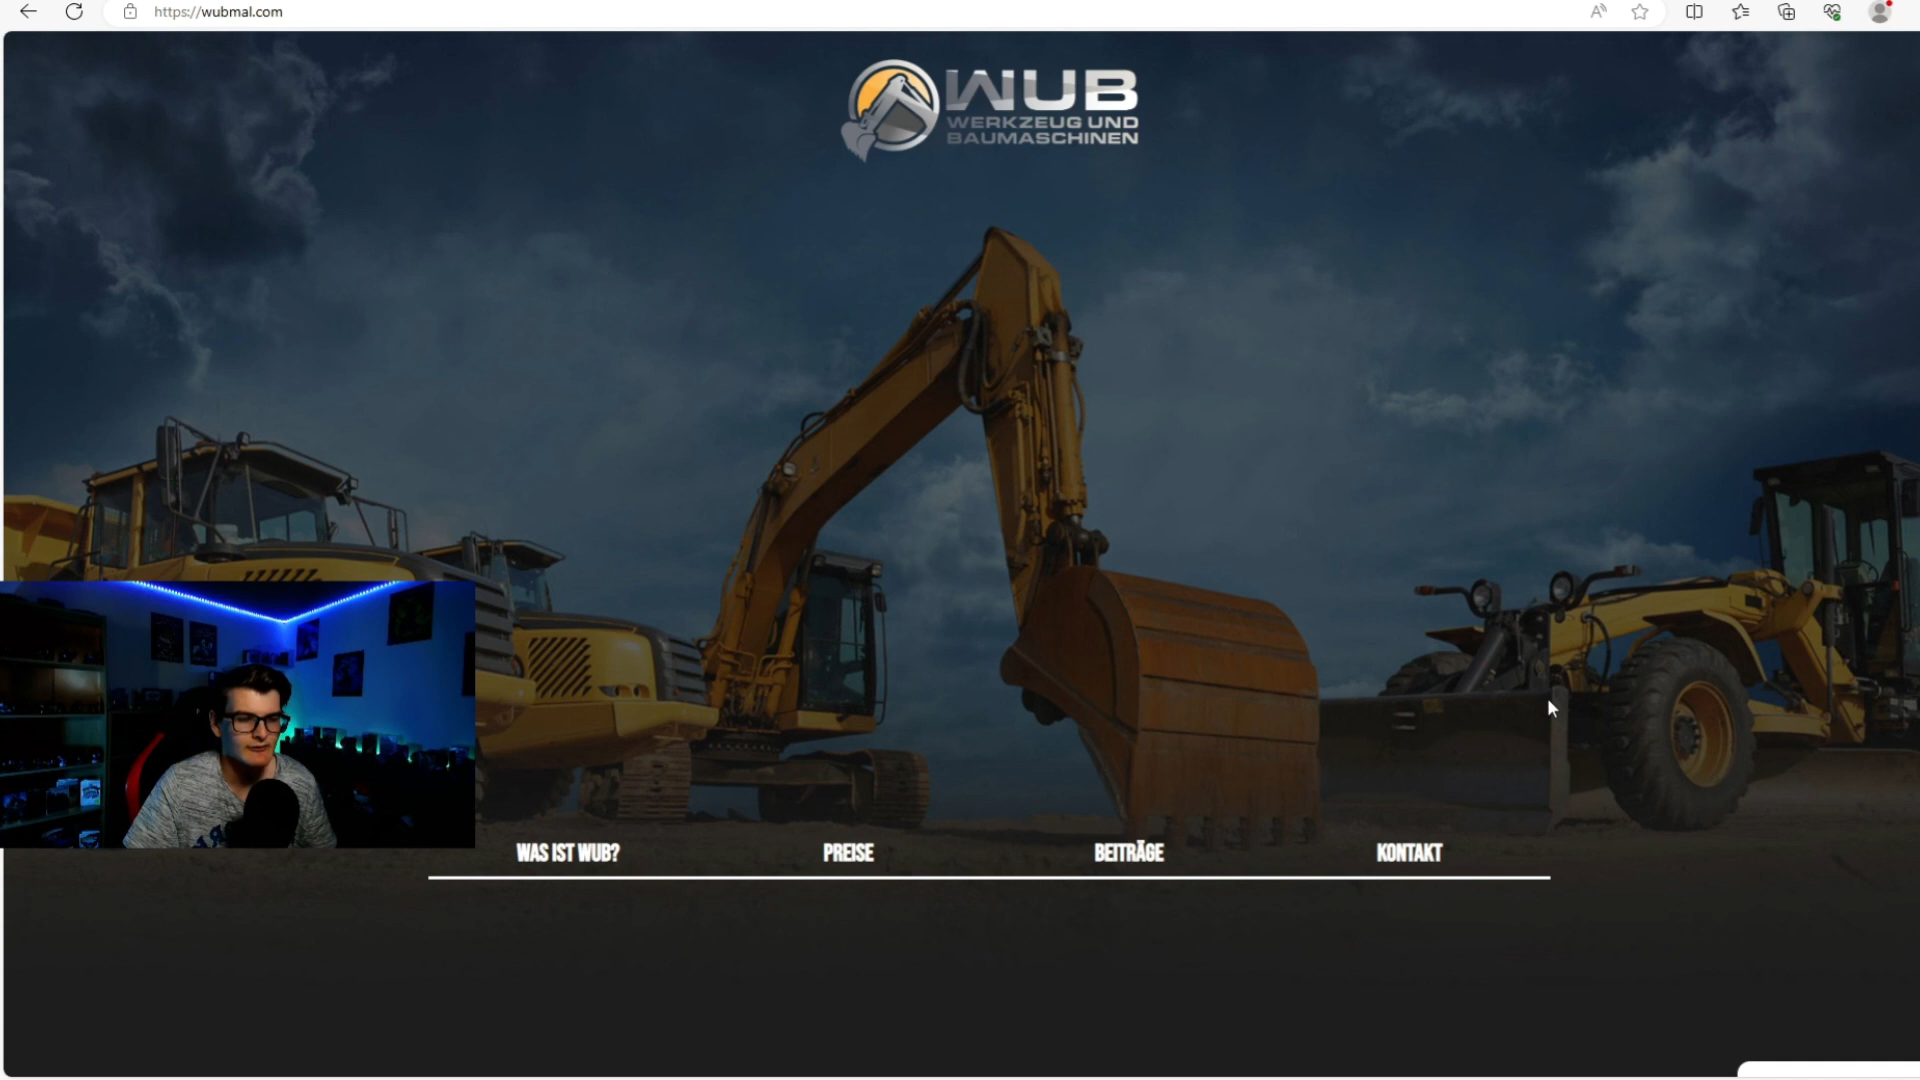 https://wubmal.com
WUB
WERKZEUG UND
BAUMASCHINEN
WAS IST WUB?
PREISE
BEITRÄGE
KONTAKT